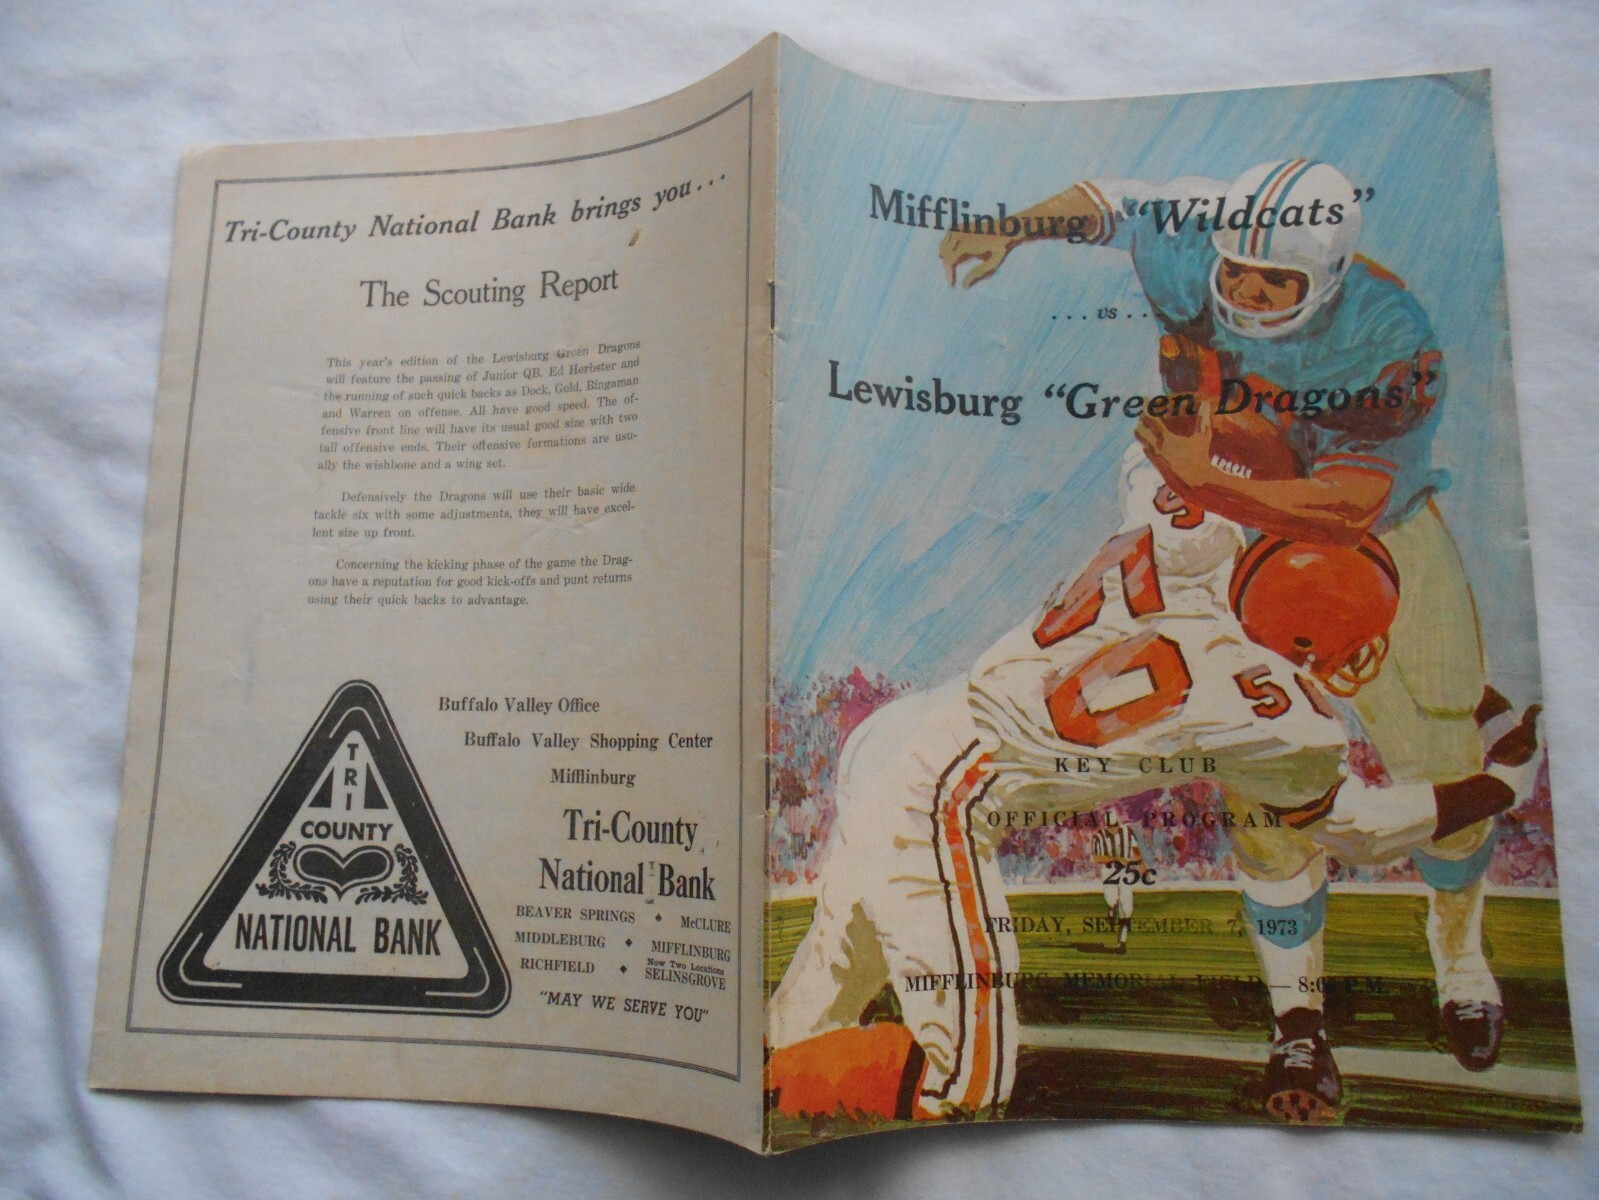 Tri-County National Bank brings you...
The Scouting Report
This year's edition of the Lewisburg Green Dragons
will feature the passing of Junior QB. Ed Herbster and
the running of such quick backs as Dock, Gold, Bingaman
and Warren on offense. All have good speed. The of-
fensive front line will have its usual good size with two
tall offensive ends. Their offensive formations are usu-
ally the wishbone and a wing set.
Defensively the Dragons will use their basic wide
tackle six with some adjustments, they will have excel-
lent size up front.
Concerning the kicking phase of the game the Drag-
ons have a reputation for good kick-offs and punt returns
using their quick backs to advantage.
Buffalo Valley Office
Buffalo Valley Shopping Center
Mifflinburg
Tri-County
National Bank
BEAVER SPRINGS ♦ McCLURE
MIDDLEBURG ♦ MIFFLINBURG
Now Two Locations
RICHFIELD ♦ SELINSGROVE
"MAY WE SERVE YOU"
TRI
COUNTY
NATIONAL BANK
Mifflinburg "Wildcats"
...vs...
Lewisburg "Green Dragons"
5
50
KEY CLUB
OFFICIAL PROGRAM
25c
FRIDAY, SEPTEMBER 7, 1973
MIFFLINBURG MEMORIAL FIELD — 8:00 P.M.